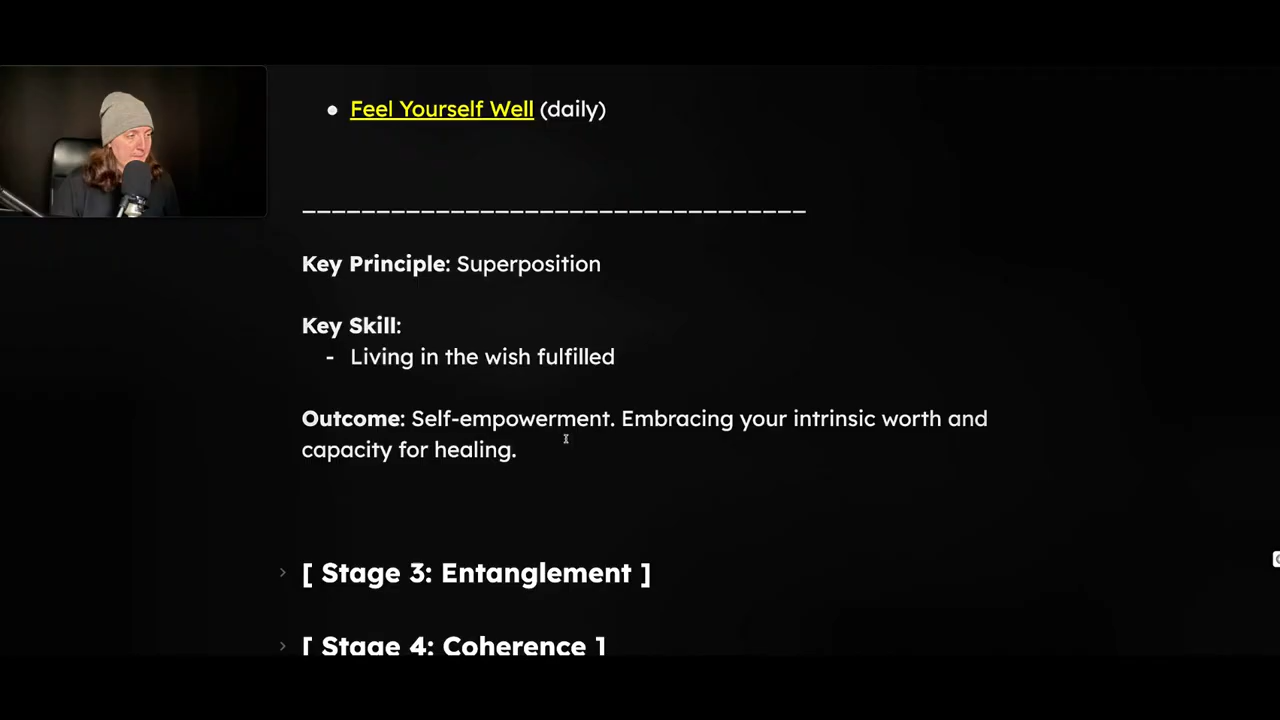 ● Feel Yourself Well (daily)
__________________________________
Key Principle: Superposition
Key Skill:
- Living in the wish fulfilled
Outcome: Self-empowerment. Embracing your intrinsic worth and
capacity for healing.
[ Stage 3: Entanglement ]
[ Stage 4: Coherence ]